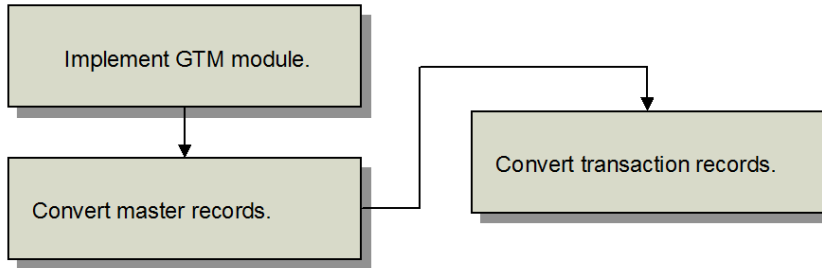 Implement GTM module.
Convert master records.
Convert transaction records.